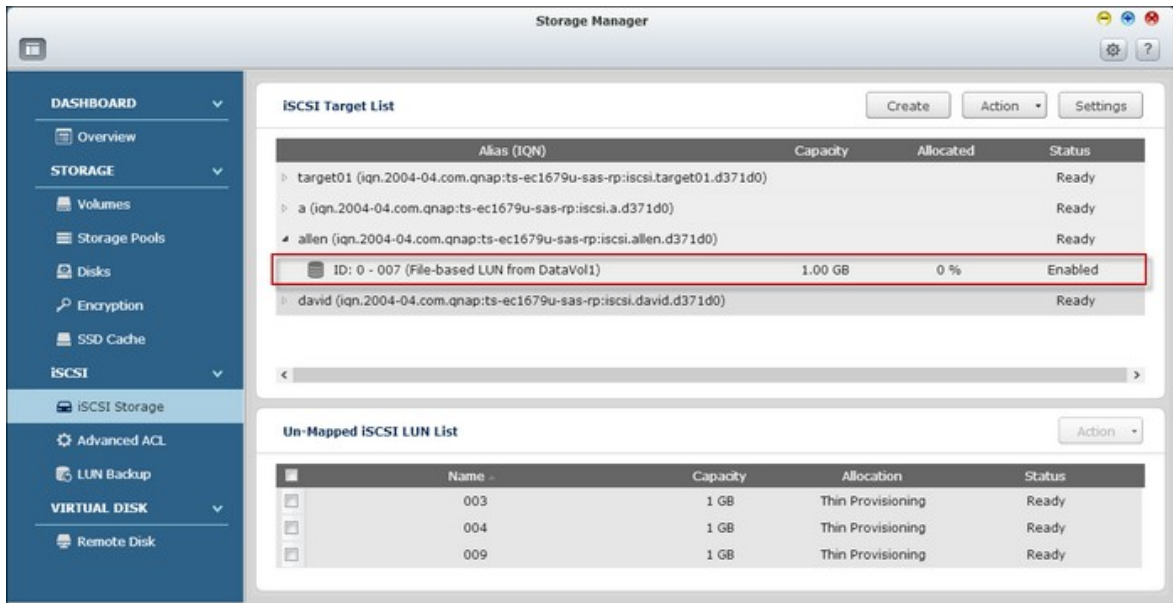 Storage Manager
?
DASHBOARD
Overview
STORAGE
Volumes
Storage Pools
Disks
Encryption
SSD Cache
iSCSI
iSCSI Storage
Advanced ACL
LUN Backup
VIRTUAL DISK
Remote Disk
iSCSI Target List Create Action Settings
Alias (IQN) Capacity Allocated Status
target01 (iqn.2004-04.com.qnap:ts-ec1679u-sas-rp:iscsi.target01.d371d0) Ready
a (iqn.2004-04.com.qnap:ts-ec1679u-sas-rp:iscsi.a.d371d0) Ready
allen (iqn.2004-04.com.qnap:ts-ec1679u-sas-rp:iscsi.allen.d371d0) Ready
ID: 0 - 007 (File-based LUN from DataVol1) 1.00 GB 0 % Enabled
david (iqn.2004-04.com.qnap:ts-ec1679u-sas-rp:iscsi.david.d371d0) Ready
Un-Mapped iSCSI LUN List Action
Name Capacity Allocation Status
003 1 GB Thin Provisioning Ready
004 1 GB Thin Provisioning Ready
009 1 GB Thin Provisioning Ready